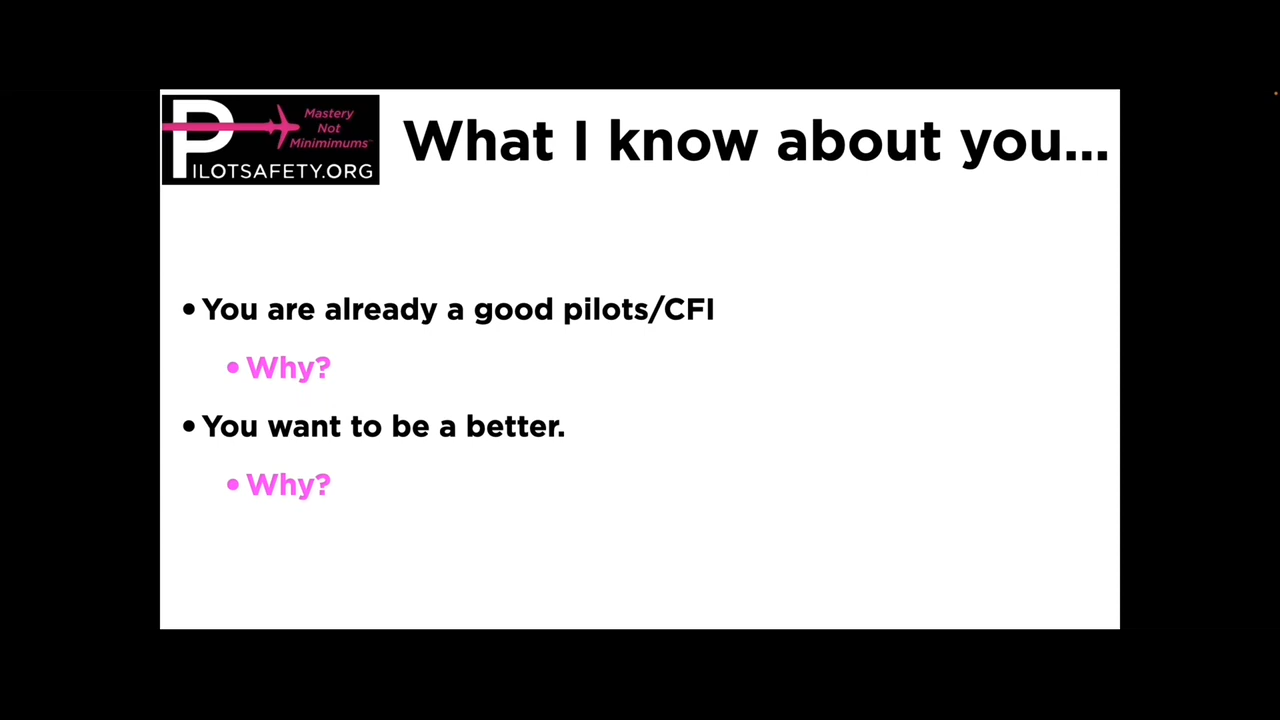 Mastery
Not
Minimimums™
PILOTSAFETY.ORG
What I know about you...
• You are already a good pilots/CFI
• Why?
• You want to be a better.
• Why?